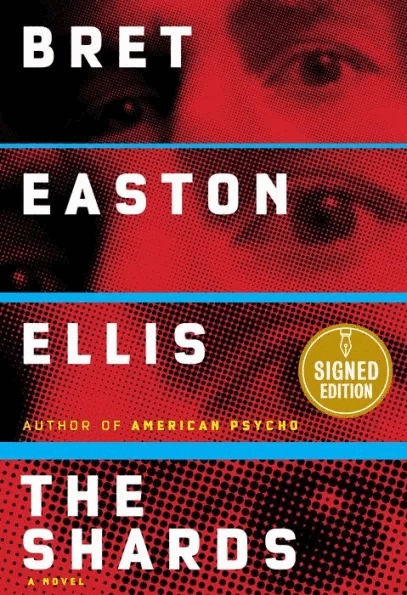 BRET
EASTON
ELLIS
SIGNED
EDITION
AUTHOR OF AMERICAN PSYCHO
THE
SHARDS
A NOVEL